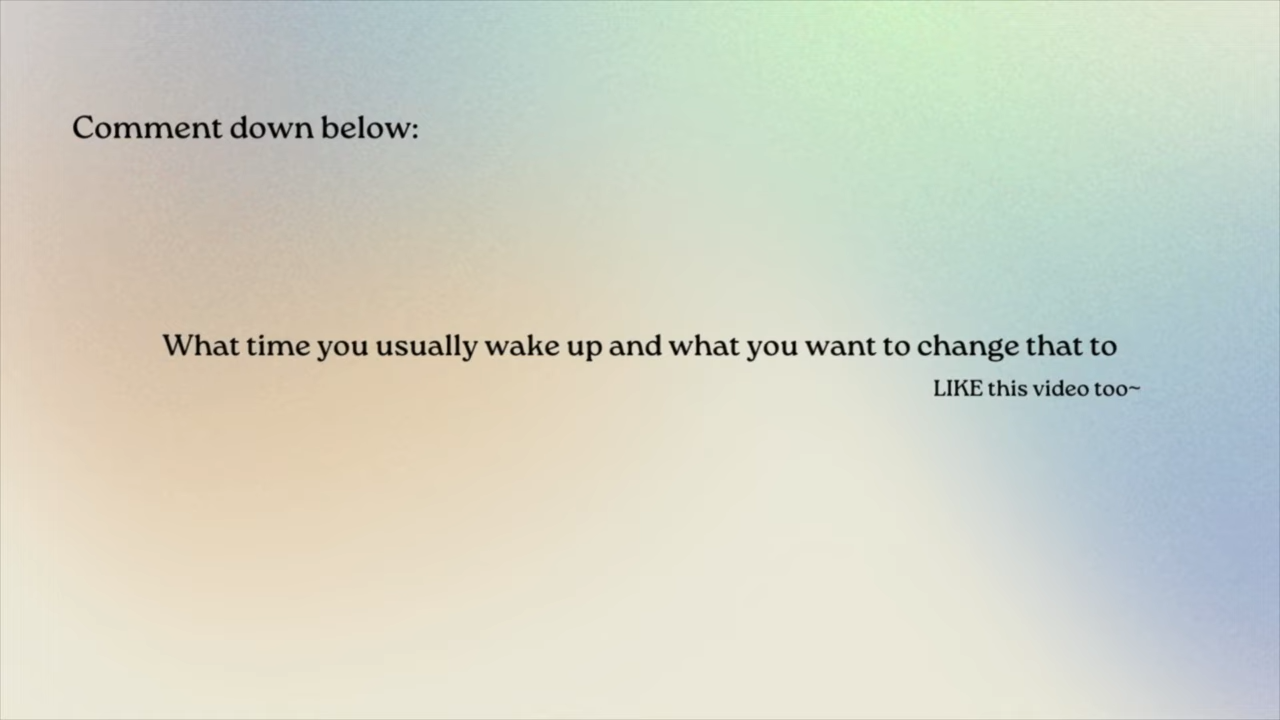 Comment down below:
What time you usually wake up and what you want to change that to
LIKE this video too~